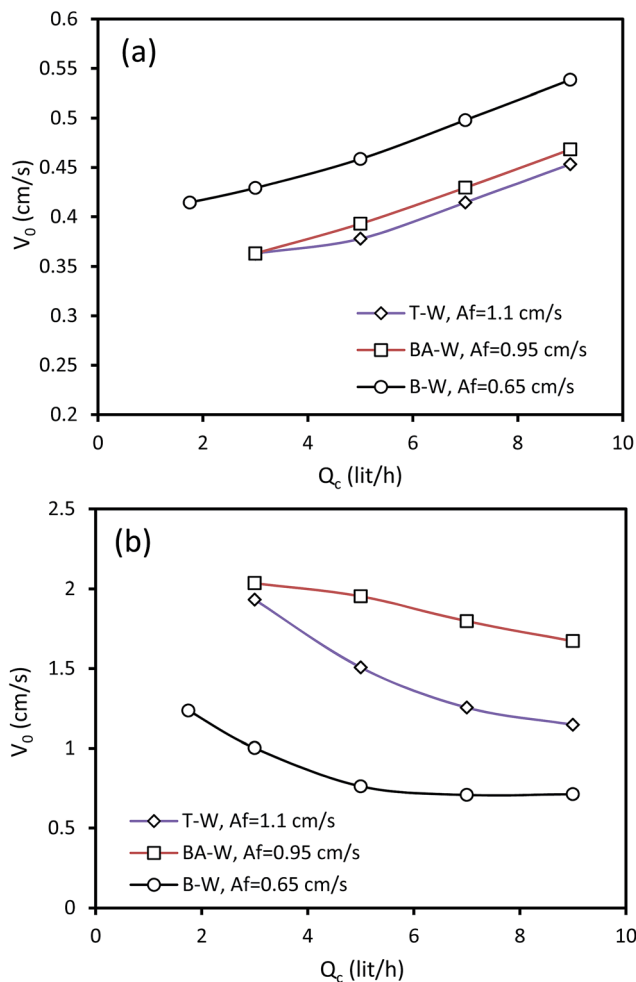 (a)
0.6
0.55
0.5
0.45
0.4
0.35
0.3
0.25
0.2
V₀ (cm/s)
T-W, Af=1.1 cm/s
BA-W, Af=0.95 cm/s
B-W, Af=0.65 cm/s
0 2 4 6 8 10
Q_c (lit/h)
(b)
2.5
2
1.5
1
0.5
0
V₀ (cm/s)
T-W, Af=1.1 cm/s
BA-W, Af=0.95 cm/s
B-W, Af=0.65 cm/s
0 2 4 6 8 10
Q_c (lit/h)